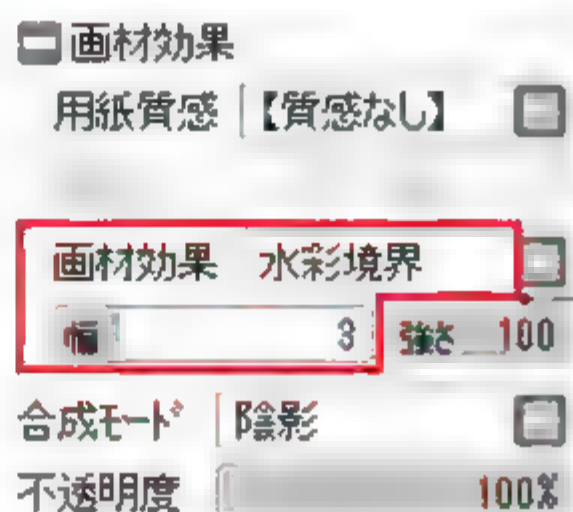 画材効果
用紙質感 【質感なし】
画材効果 水彩境界
幅 3 強さ 100
合成モード 陰影
不透明度 100%